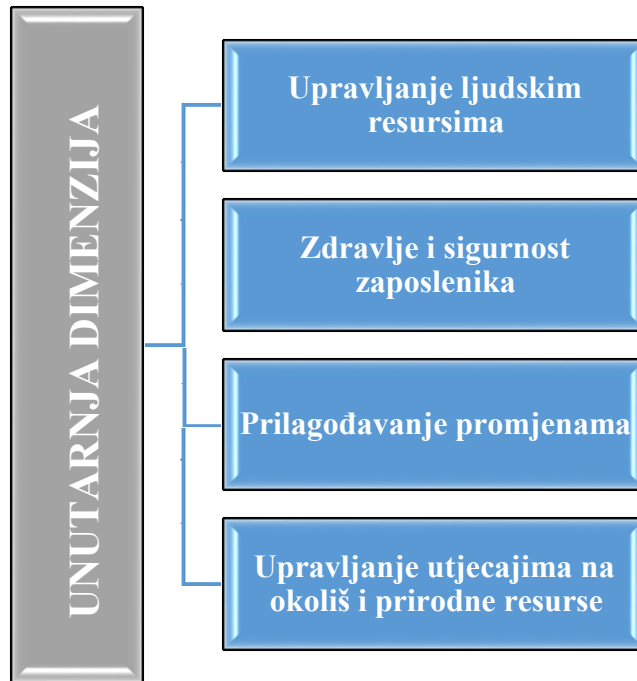 UNUTARNJA DIMENZIJA
Upravljanje ljudskim
resursima
Zdravlje i sigurnost
zaposlenika
Prilagođavanje promjenama
Upravljanje utjecajima na
okoliš i prirodne resurse